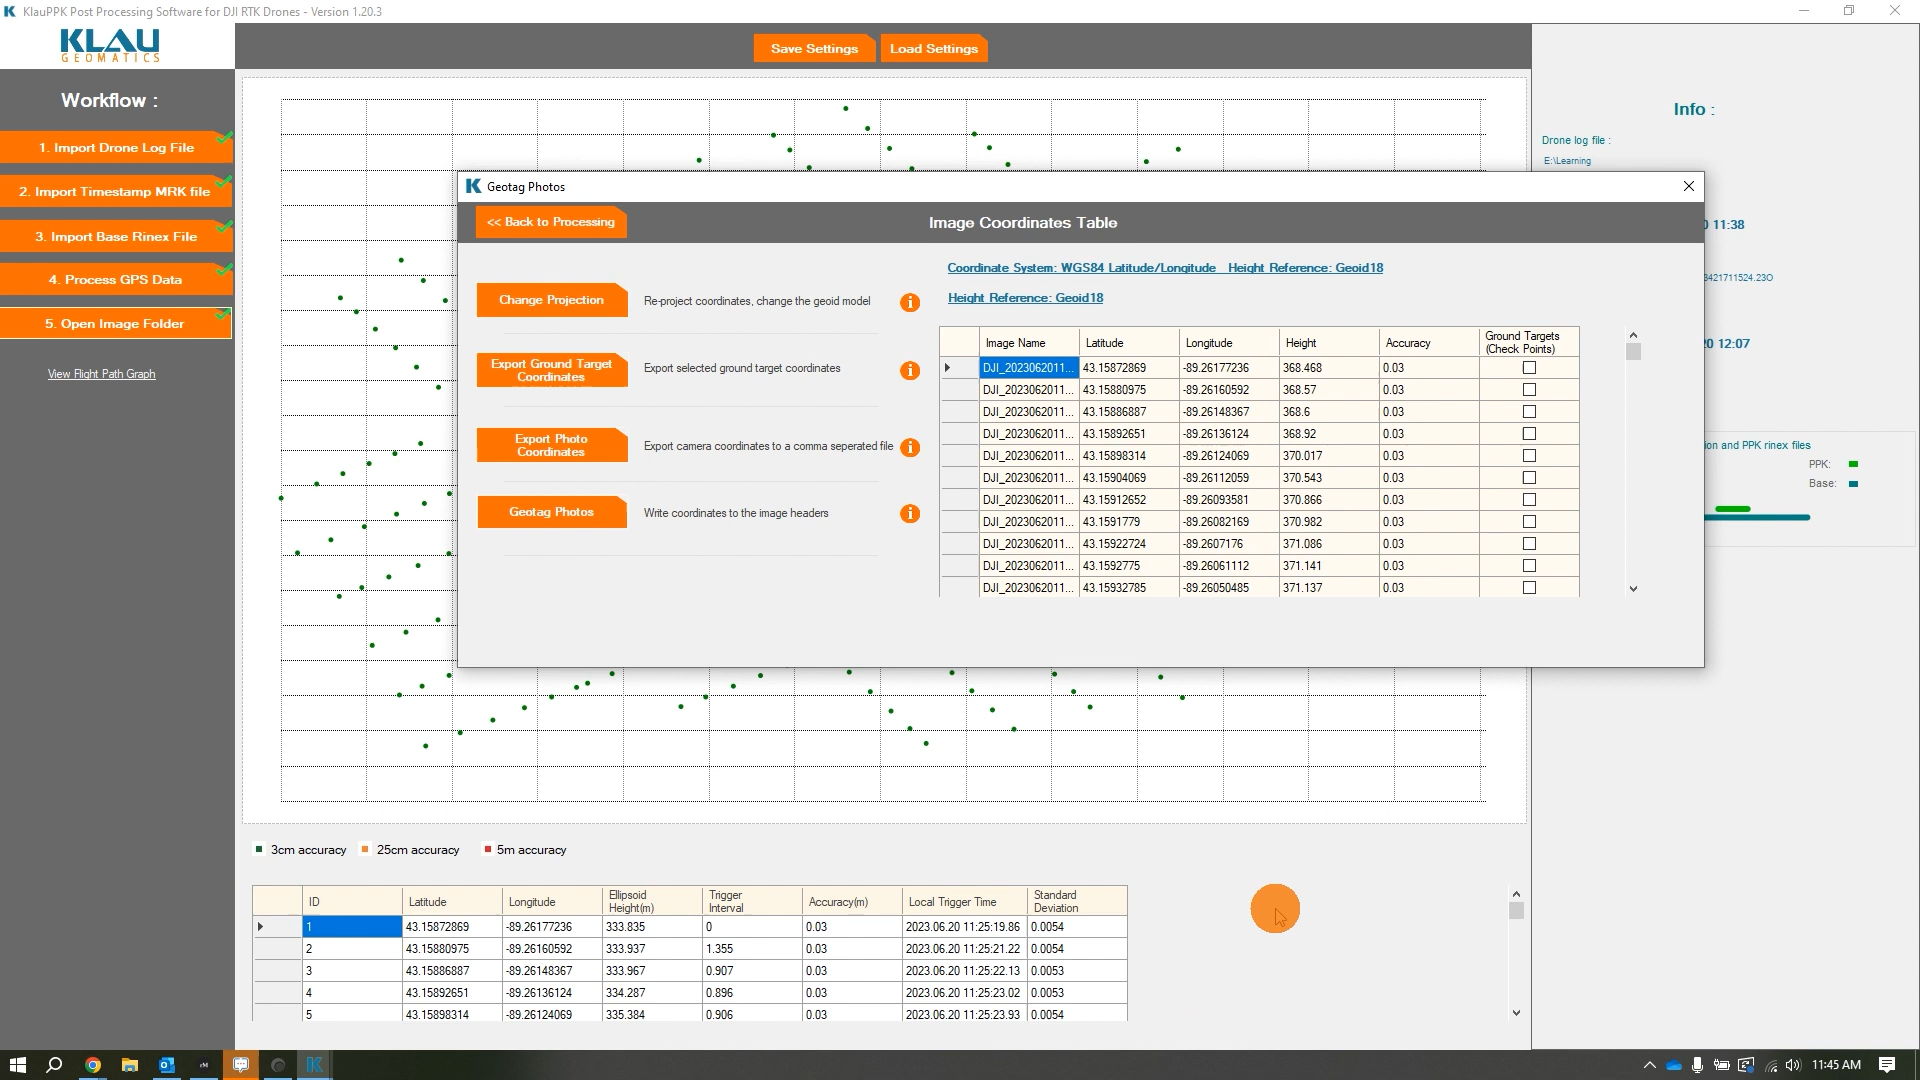 KlauPPK Post Processing Software for DJI RTK Drones - Version 1.20.3
KLAU
GEOMATICS
Save Settings
Load Settings
Workflow :
1. Import Drone Log File
2. Import Timestamp MRK file
3. Import Base Rinex File
4. Process GPS Data
5. Open Image Folder
View Flight Path Graph
Info :
Drone log file :
E:\Learning
11:38
3421711524.23O
12:07
ion and PPK rinex files
PPK:
Base:
Geotag Photos
<< Back to Processing
Image Coordinates Table
Coordinate System: WGS84 Latitude/Longitude   Height Reference: Geoid18
Height Reference: Geoid18
Change Projection
Re-project coordinates, change the geoid model
Export Ground Target
Coordinates
Export selected ground target coordinates
Export Photo
Coordinates
Export camera coordinates to a comma seperated file
Geotag Photos
Write coordinates to the image headers
Image Name Latitude Longitude Height Accuracy Ground Targets
(Check Points)
DJI_2023062011... 43.15872869 -89.26177236 368.468 0.03
DJI_2023062011... 43.15880975 -89.26160592 368.57 0.03
DJI_2023062011... 43.15886887 -89.26148367 368.6 0.03
DJI_2023062011... 43.15892651 -89.26136124 368.92 0.03
DJI_2023062011... 43.15898314 -89.26124069 370.017 0.03
DJI_2023062011... 43.15904069 -89.26112059 370.543 0.03
DJI_2023062011... 43.15912652 -89.26093581 370.866 0.03
DJI_2023062011... 43.1591779 -89.26082169 370.982 0.03
DJI_2023062011... 43.15922724 -89.2607176 371.086 0.03
DJI_2023062011... 43.1592775 -89.26061112 371.141 0.03
DJI_2023062011... 43.15932785 -89.26050485 371.137 0.03
3cm accuracy
25cm accuracy
5m accuracy
ID Latitude Longitude Ellipsoid Height(m) Trigger Interval Accuracy(m) Local Trigger Time Standard Deviation
1 43.15872869 -89.26177236 333.835 0 0.03 2023.06.20 11:25:19.86 0.0054
2 43.15880975 -89.26160592 333.937 1.355 0.03 2023.06.20 11:25:21.22 0.0054
3 43.15886887 -89.26148367 333.967 0.907 0.03 2023.06.20 11:25:22.13 0.0053
4 43.15892651 -89.26136124 334.287 0.896 0.03 2023.06.20 11:25:23.02 0.0053
5 43.15898314 -89.26124069 335.384 0.906 0.03 2023.06.20 11:25:23.93 0.0054
11:45 AM